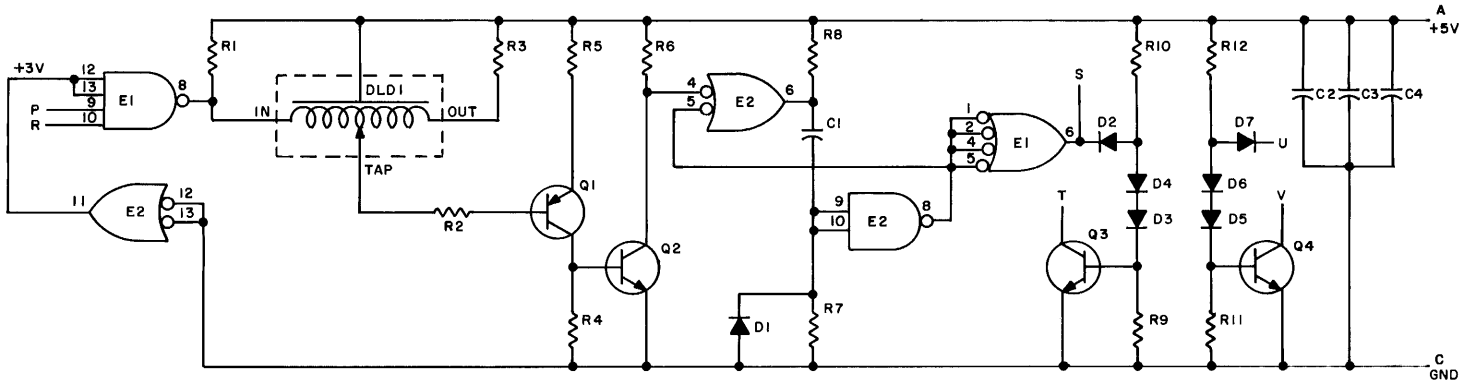 A
+5V
R1
R3
R5
R6
R8
R10
R12
+3V
12
13
9
10
P
R
E1
8
DLD1
IN
OUT
TAP
4
5
E2
6
C1
1
2
4
5
E1
6
S
D2
D7
U
C2
C3
C4
D4
D6
D3
D5
T
V
Q1
R2
Q2
9
10
E2
8
Q3
Q4
11
E2
12
13
R4
D1
R7
R9
R11
C
GND